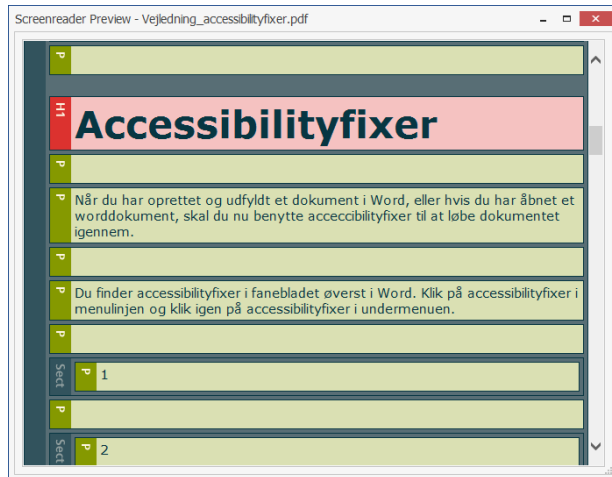 Screenreader Preview - Vejledning_accessibilityfixer.pdf
P
H1
Accessibilityfixer
P
P
Når du har oprettet og udfyldt et dokument i Word, eller hvis du har åbnet et
worddokument, skal du nu benytte acceccibilityfixer til at løbe dokumentet
igennem.
P
P
Du finder accessibilityfixer i fanebladet øverst i Word. Klik på accessibilityfixer i
menulinjen og klik igen på accessibilityfixer i undermenuen.
P
Sect
P
1
P
Sect
P
2